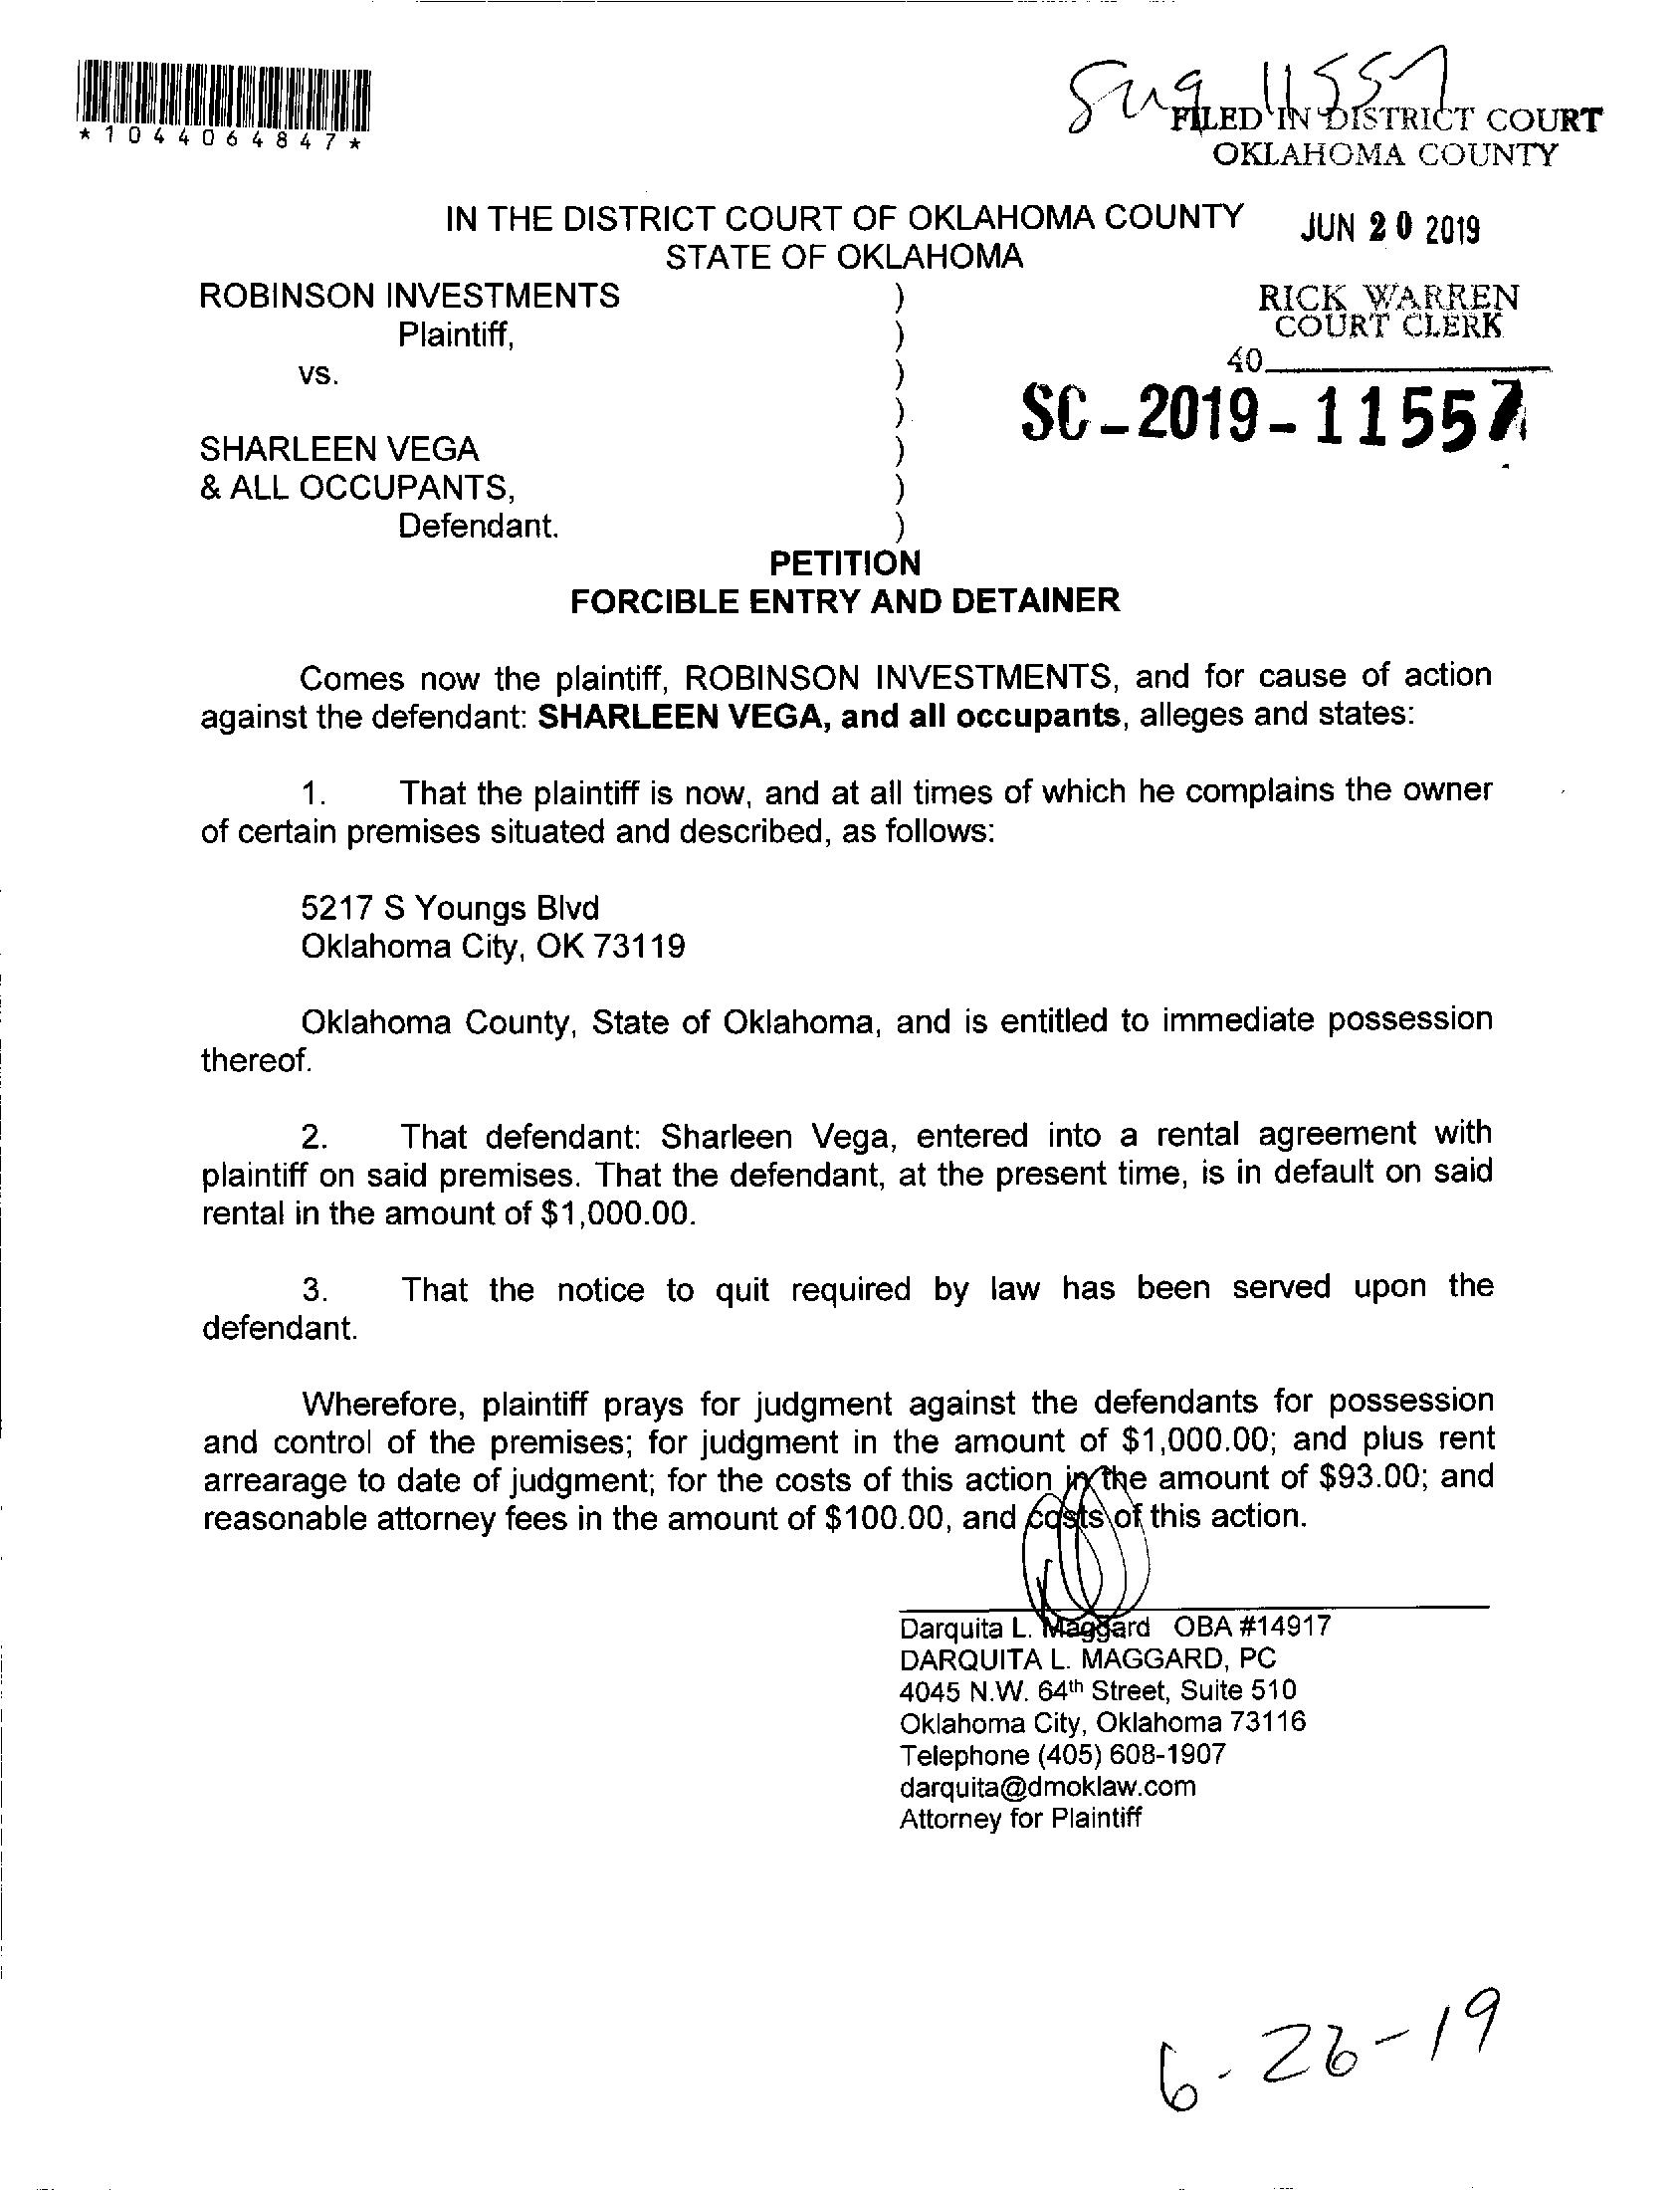 *1044064847*
FILED IN DISTRICT COURT
OKLAHOMA COUNTY
IN THE DISTRICT COURT OF OKLAHOMA COUNTY
JUN 20 2019
STATE OF OKLAHOMA
ROBINSON INVESTMENTS )
RICK WARREN
Plaintiff, )
COURT CLERK
vs. )
40
)
SC-2019-11557
SHARLEEN VEGA )
& ALL OCCUPANTS, )
Defendant. )
PETITION
FORCIBLE ENTRY AND DETAINER
Comes now the plaintiff, ROBINSON INVESTMENTS, and for cause of action
against the defendant: SHARLEEN VEGA, and all occupants, alleges and states:
1. That the plaintiff is now, and at all times of which he complains the owner
of certain premises situated and described, as follows:
5217 S Youngs Blvd
Oklahoma City, OK 73119
Oklahoma County, State of Oklahoma, and is entitled to immediate possession
thereof.
2. That defendant: Sharleen Vega, entered into a rental agreement with
plaintiff on said premises. That the defendant, at the present time, is in default on said
rental in the amount of $1,000.00.
3. That the notice to quit required by law has been served upon the
defendant.
Wherefore, plaintiff prays for judgment against the defendants for possession
and control of the premises; for judgment in the amount of $1,000.00; and plus rent
arrearage to date of judgment; for the costs of this action in the amount of $93.00; and
reasonable attorney fees in the amount of $100.00, and costs of this action.
Darquita L. Maggard OBA #14917
DARQUITA L. MAGGARD, PC
4045 N.W. 64th Street, Suite 510
Oklahoma City, Oklahoma 73116
Telephone (405) 608-1907
darquita@dmoklaw.com
Attorney for Plaintiff
6-26-19